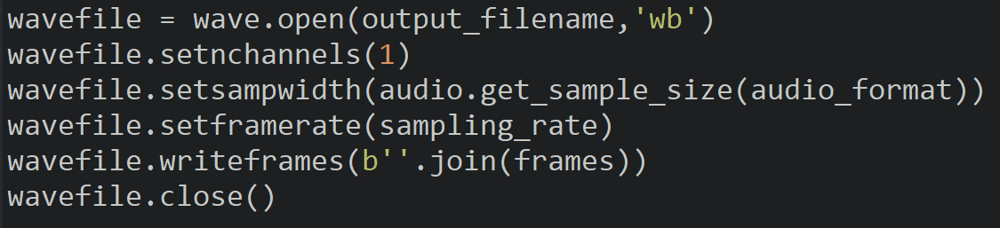 wavefile = wave.open(output_filename,'wb')
wavefile.setnchannels(1)
wavefile.setsampwidth(audio.get_sample_size(audio_format))
wavefile.setframerate(sampling_rate)
wavefile.writeframes(b''.join(frames))
wavefile.close()